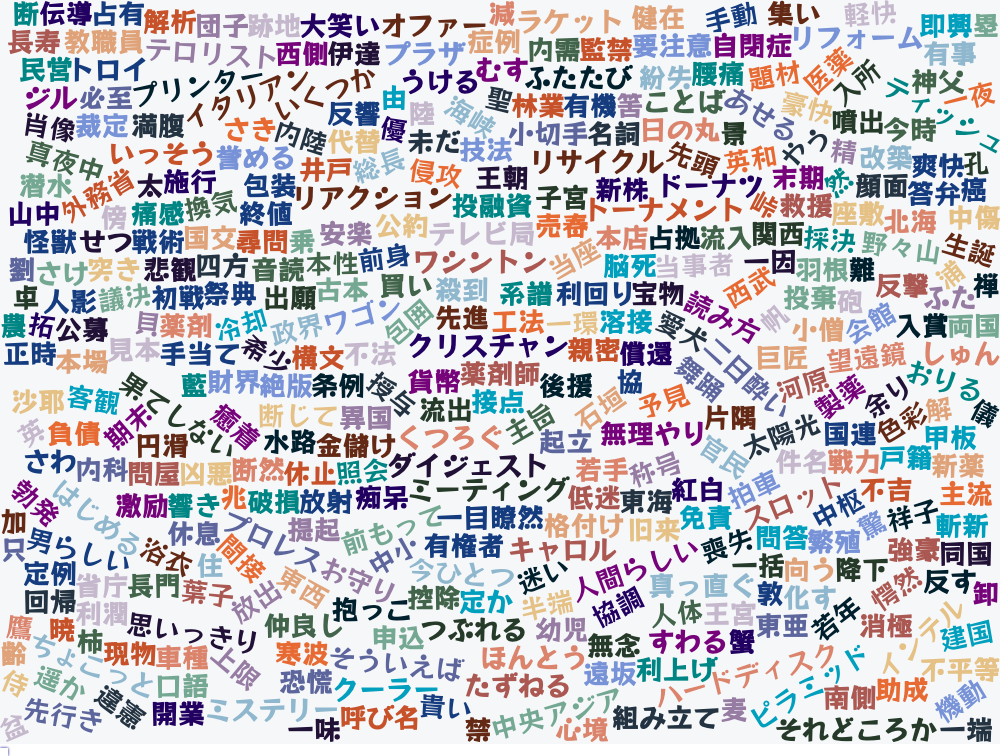 断 伝導 占有 解析 団子 跡地 大笑い オファー 減 ラケット 健在 手動 集い 軽快 即興 塁
長寿 教職員 テロリスト 西側 伊達 プラザ 症例 内需 監禁 要注意 自閉症 リフォーム 有事
民営 トロイ プリンター イタリアン いくつか うける むす ふたたび 紛失 腰痛 題材 医薬 入所 ティッシュ 神父 一夜
ジル 必至 反響 由 陸 海峡 聖 林業 有機 筈 ことば あせる 豪快 噴出 今時
肖像 裁定 満腹 さき 内陸 代替 優 未だ 技法 小切手 名詞 日の丸 景 やう 精 改築 爽快 孔
真夜中 いっそう 誉める 井戸 総長 侵攻 王朝 リサイクル 先頭 英和 末期 顔面 答弁 癌
潜水 外務省 太 施行 包装 リアクション 投融資 子宮 新株 ドーナツ 峠 救援 座敷 北海 中傷
山中 傍 痛感 換気 終値 公約 売春 トーナメント
怪獣 せつ 戦術 国文 尋問 乗 安楽 テレビ局 当座 本店 占拠 流入 関西 採決 野々山 生誕
劉 さけ 突き 悲観 四方 音読 本性 前身 ワシントン 脳死 当事者 一因 羽根 難 反撃 湧 禅
卓 人影 議決 初戦 祭典 出願 古本 買い 殺到 系譜 利回り 宝物 読み方 西武 投棄 砲 ふた
農 拓 公募 貝 薬剤 冷却 政界 ワゴン 包囲 先進 工法 一環 溶接 愛犬 二日酔い 帆 小僧 会館 入賞 両国
正時 本場 見本 手当て 希少 構文 不法 クリスチャン 親密 償還 舞踊 巨匠 望遠鏡 しゅん
沙耶 客観 果てしない 藍 財界 絶版 条例 授与 貨幣 薬剤師 後援 協 予見 河原 製薬 余り おりる
負債 期末 癒着 断じて 異国 流出 接点 主局 石垣 片隅 太陽光 国連 色彩 解 儀
円滑 水路 金儲け くつろぐ 起立 無理やり 官民 甲板
さわ 内科 問屋 凶悪 断然 休止 照会 ダイジェスト 若手 称号 件名 戦力 戸籍 新薬
勃発 はじめる 激励 響き 兆 破損 放射 痴呆 ミーティング 低迷 東海 紅白 拍車 スロット 不吉 主流
加 休息 プロレス 提起 前もって 一目瞭然 格付け 旧来 免責 中枢 驚 祥子 斬新
只 男らしい 浴衣 住 間接 お守り 中小 有権者 キャロル 人間らしい 喪失 問答 繁殖 強豪 同国
定例 省庁 長門 葉子 放出 東西 今ひとつ 迷い 真っ直ぐ 一括 向う 降下 愕然 反す 卸
回帰 利潤 抱っこ 控除 定か 半端 協調 敦 化す
鷹 暁 柿 思いっきり 仲良し 申込 つぶれる 幼児 無念 人体 王宮 すわる 蟹 東亜 若年 消極 インテル 建国
齢 ちょこっと 現物 車種 上限 寒波 そういえば ほんとう 遠坂 利上げ ハードディスク 不平等
侍 遥か 違憲 口語 恐慌 クーラー たずねる ピラミッド 南側 助成 機動
盆 先行き 開業 ミステリー 一味 呼び名 貴い 禁 中央アジア 心境 組み立て 麦 それどころか 一端